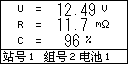 U = 12.49 V
R = 11.7 mΩ
C = 96 %
站号1 组号2 电池1